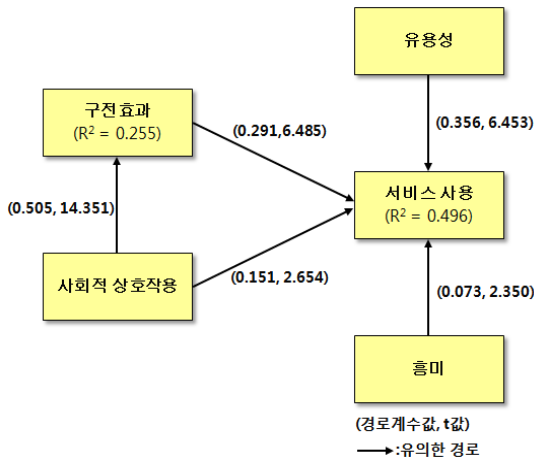 유용성
구전효과
(R² = 0.255)
(0.291,6.485)
(0.356, 6.453)
서비스 사용
(R² = 0.496)
(0.505, 14.351)
사회적 상호작용
(0.151, 2.654)
(0.073, 2.350)
흥미
(경로계수값, t값)
:유의한 경로